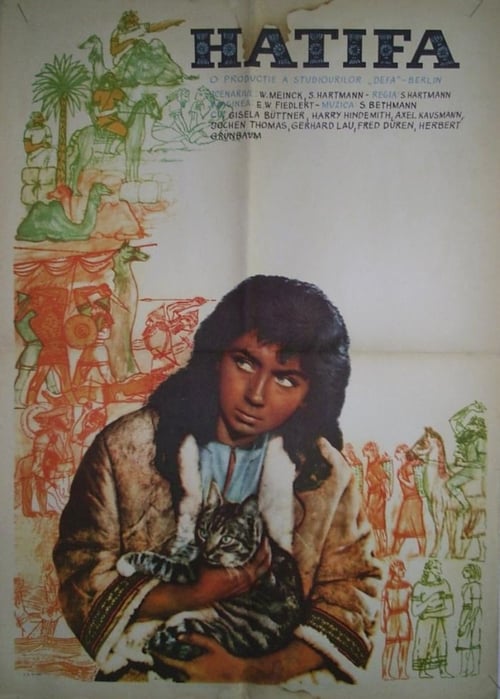 HATIFA
O PRODUCȚIE A STUDIOURILOR „DEFA"-BERLIN
SCENARIUL: W. MEINCK, S. HARTMANN - REGIA S. HARTMANN
IMAGINEA: E. W. FIEDLERT - MUZICA S. BETHMANN
CU GISELA BÜTTNER, HARRY HINDEMITH, AXEL KAUSMANN,
JOCHEN THOMAS, GERHARD LAU, FRED DÜREN, HERBERT
GRÜNBAUM